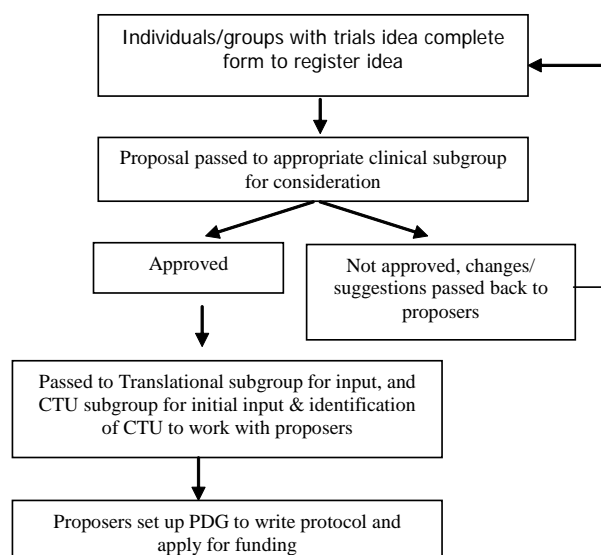 Individuals/groups with trials idea complete
form to register idea
Proposal passed to appropriate clinical subgroup
for consideration
Approved
Not approved, changes/
suggestions passed back to
proposers
Passed to Translational subgroup for input, and
CTU subgroup for initial input & identification
of CTU to work with proposers
Proposers set up PDG to write protocol and
apply for funding